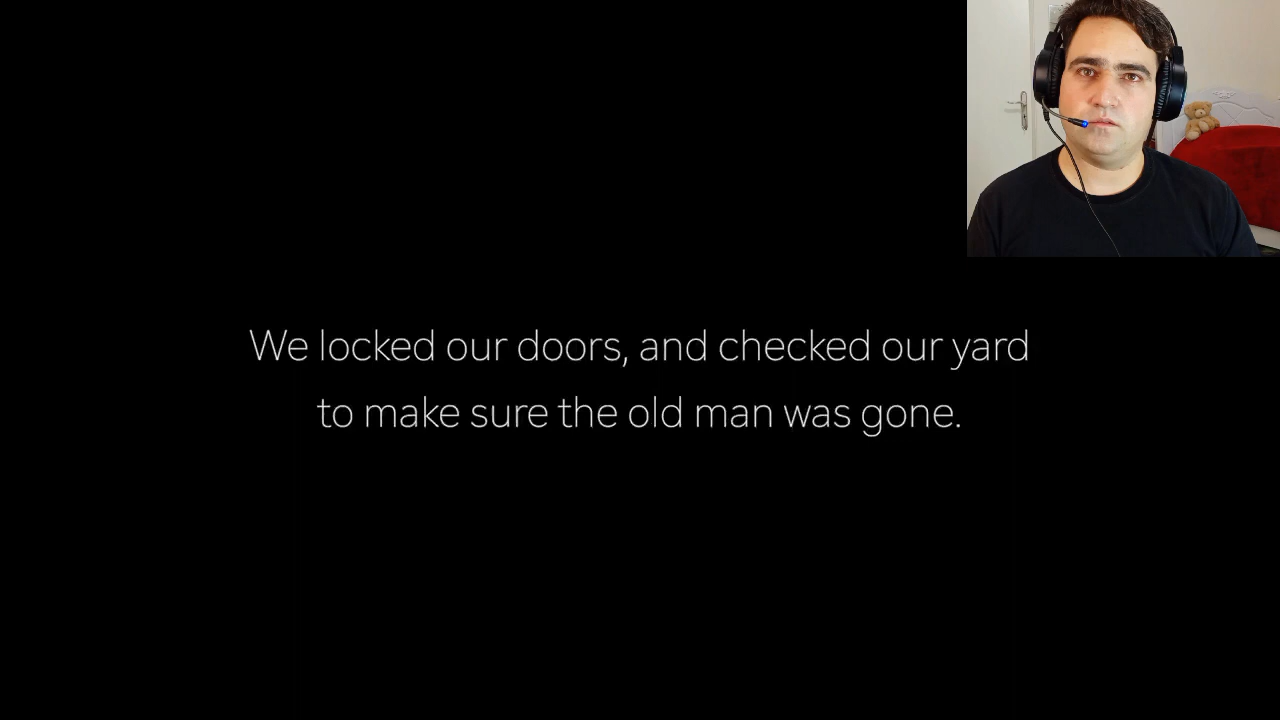 We locked our doors, and checked our yard
to make sure the old man was gone.